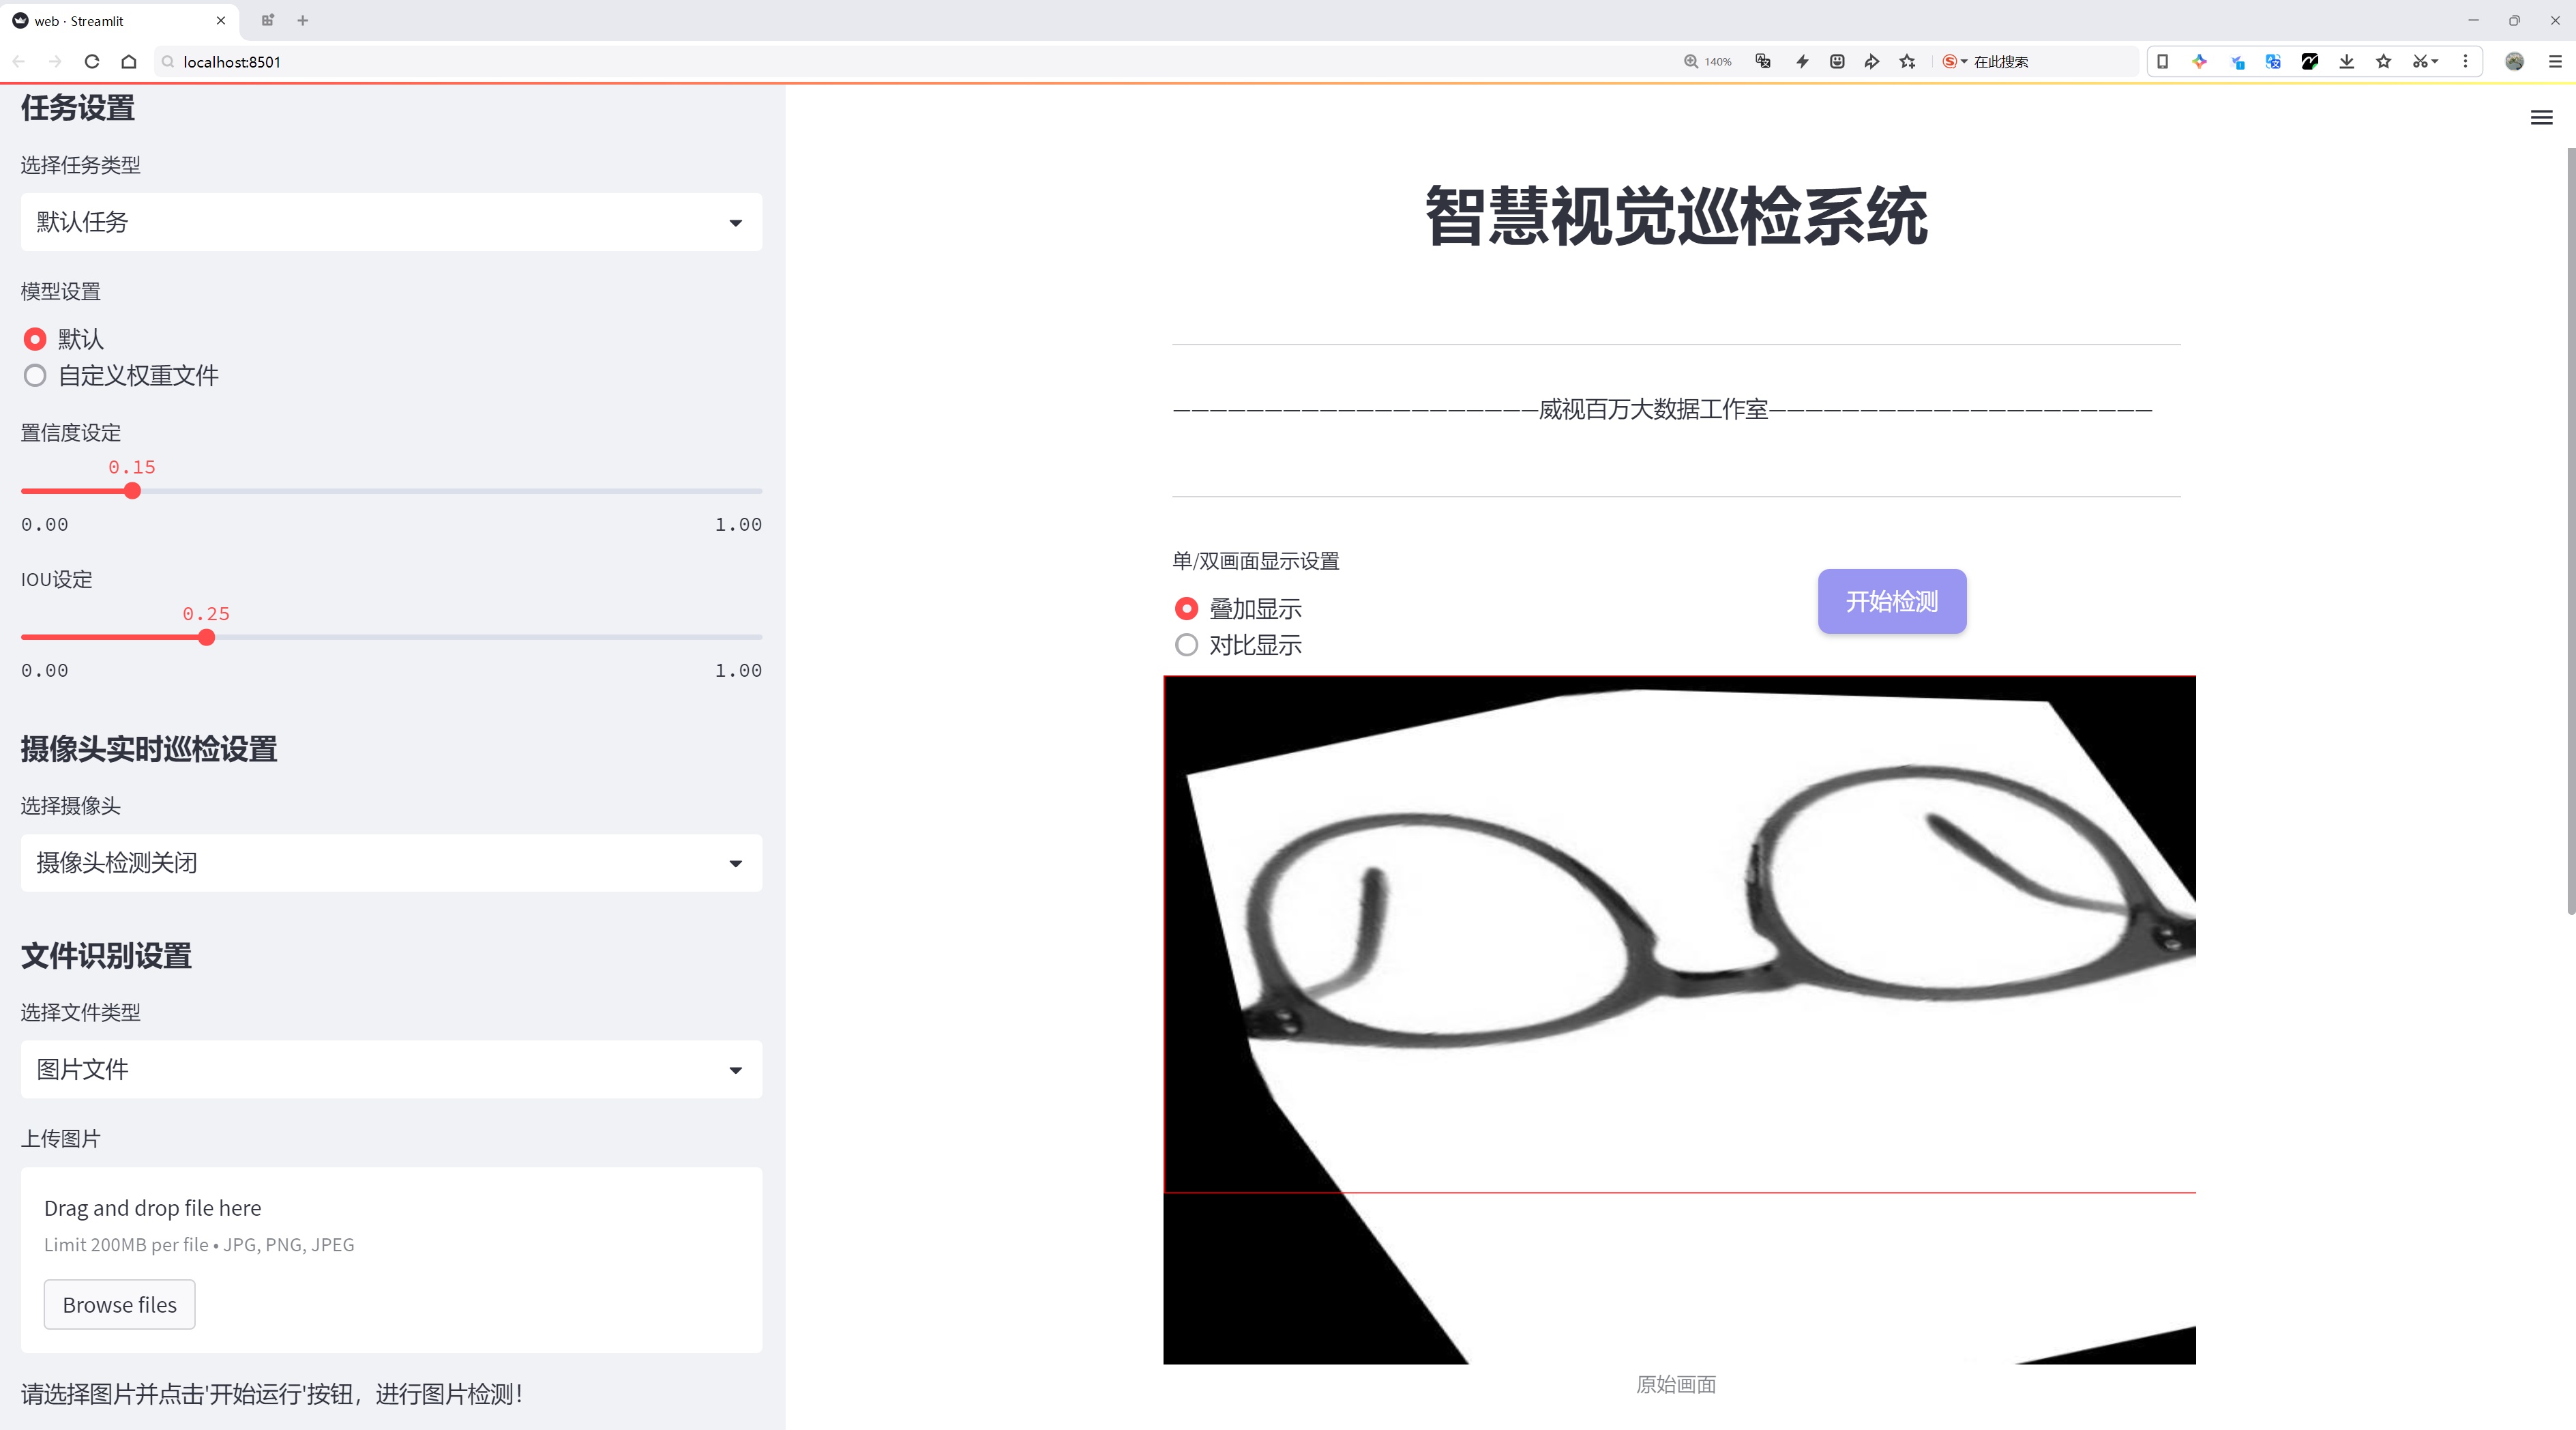 web · Streamlit
localhost:8501
140%
在此搜索
任务设置
选择任务类型
默认任务
模型设置
默认
自定义权重文件
置信度设定
0.15
0.00
1.00
IOU设定
0.25
0.00
1.00
摄像头实时巡检设置
选择摄像头
摄像头检测关闭
文件识别设置
选择文件类型
图片文件
上传图片
Drag and drop file here
Limit 200MB per file • JPG, PNG, JPEG
Browse files
请选择图片并点击'开始运行'按钮，进行图片检测！
智慧视觉巡检系统
————————————————————威视百万大数据工作室—————————————————————
单/双画面显示设置
叠加显示
对比显示
开始检测
原始画面